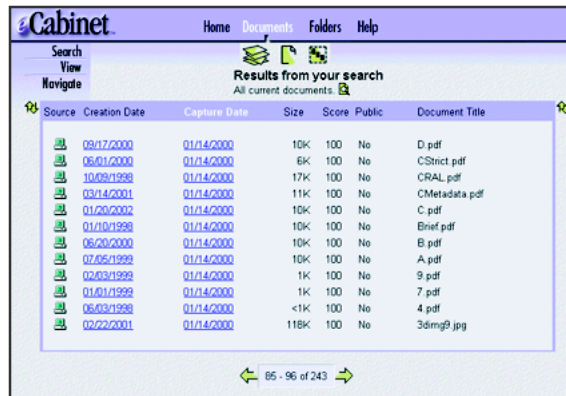 eCabinet
Home Documents Folders Help
Search
View
Navigate
Results from your search
All current documents.
Source Creation Date Capture Date Size Score Public Document Title
09/17/2000 01/14/2000 10K 100 No D.pdf
06/01/2000 01/14/2000 6K 100 No CStrict.pdf
10/09/1998 01/14/2000 17K 100 No CRAL.pdf
03/14/2001 01/14/2000 11K 100 No CMetadata.pdf
01/20/2002 01/14/2000 10K 100 No C.pdf
01/10/1998 01/14/2000 10K 100 No Brief.pdf
06/20/2000 01/14/2000 10K 100 No B.pdf
07/05/1999 01/14/2000 10K 100 No A.pdf
02/03/1999 01/14/2000 1K 100 No 9.pdf
01/01/1999 01/14/2000 1K 100 No 7.pdf
06/03/1998 01/14/2000 <1K 100 No 4.pdf
02/22/2001 01/14/2000 118K 100 No 3dimg9.jpg
85 - 96 of 243